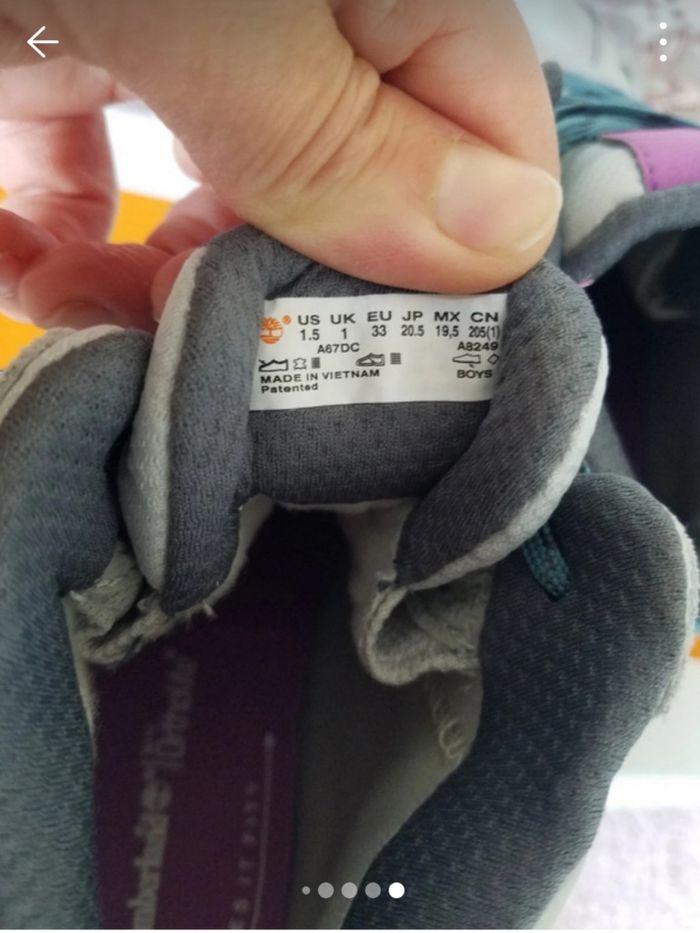 US UK EU JP MX CN
1.5 1 33 20.5 19,5 205(1)
A67DC A8249
MADE IN VIETNAM BOYS
Patented